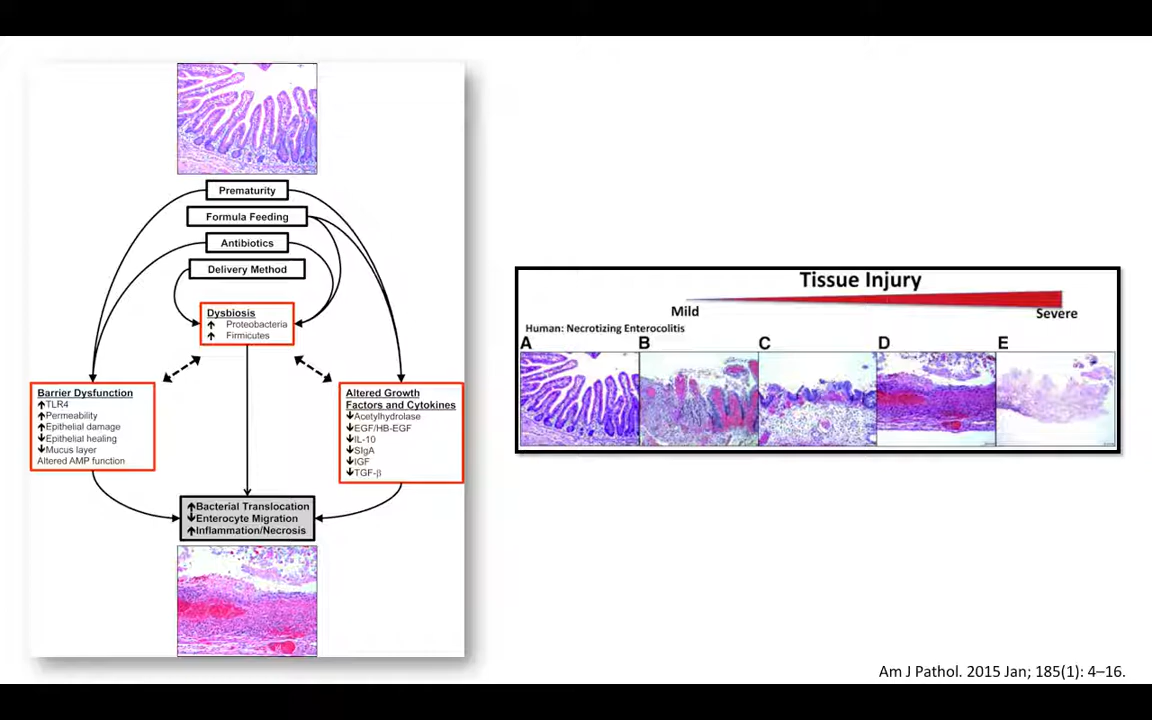 Prematurity
Formula Feeding
Antibiotics
Delivery Method
Dysbiosis
↑ Proteobacteria
↑ Firmicutes
Barrier Dysfunction
↑TLR4
↑Permeability
↑Epithelial damage
↓Epithelial healing
↓Mucus layer
Altered AMP function
Altered Growth
Factors and Cytokines
↓Acetylhydrolase
↓EGF/HB-EGF
↓IL-10
↓SIgA
↓IGF
↓TGF-β
↑Bacterial Translocation
↓Enterocyte Migration
↑Inflammation/Necrosis
Tissue Injury
Mild
Severe
Human: Necrotizing Enterocolitis
A B C D E
Am J Pathol. 2015 Jan; 185(1): 4–16.